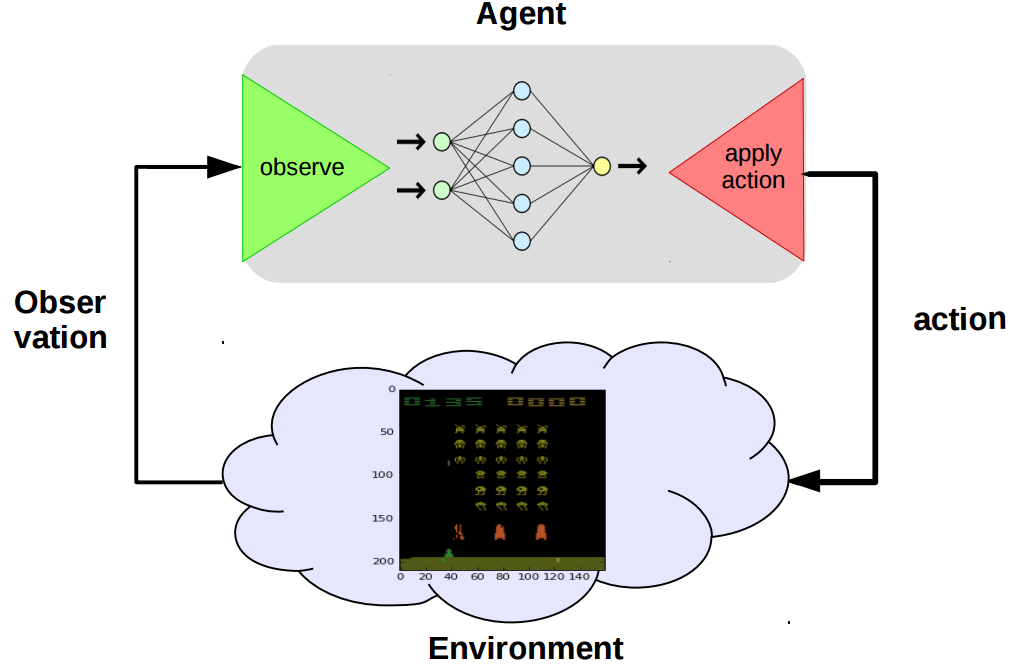 Agent
observe
apply
action
Obser
vation
action
0
0135 0000
50
100
150
200
0 20 40 60 80 100 120 140
Environment